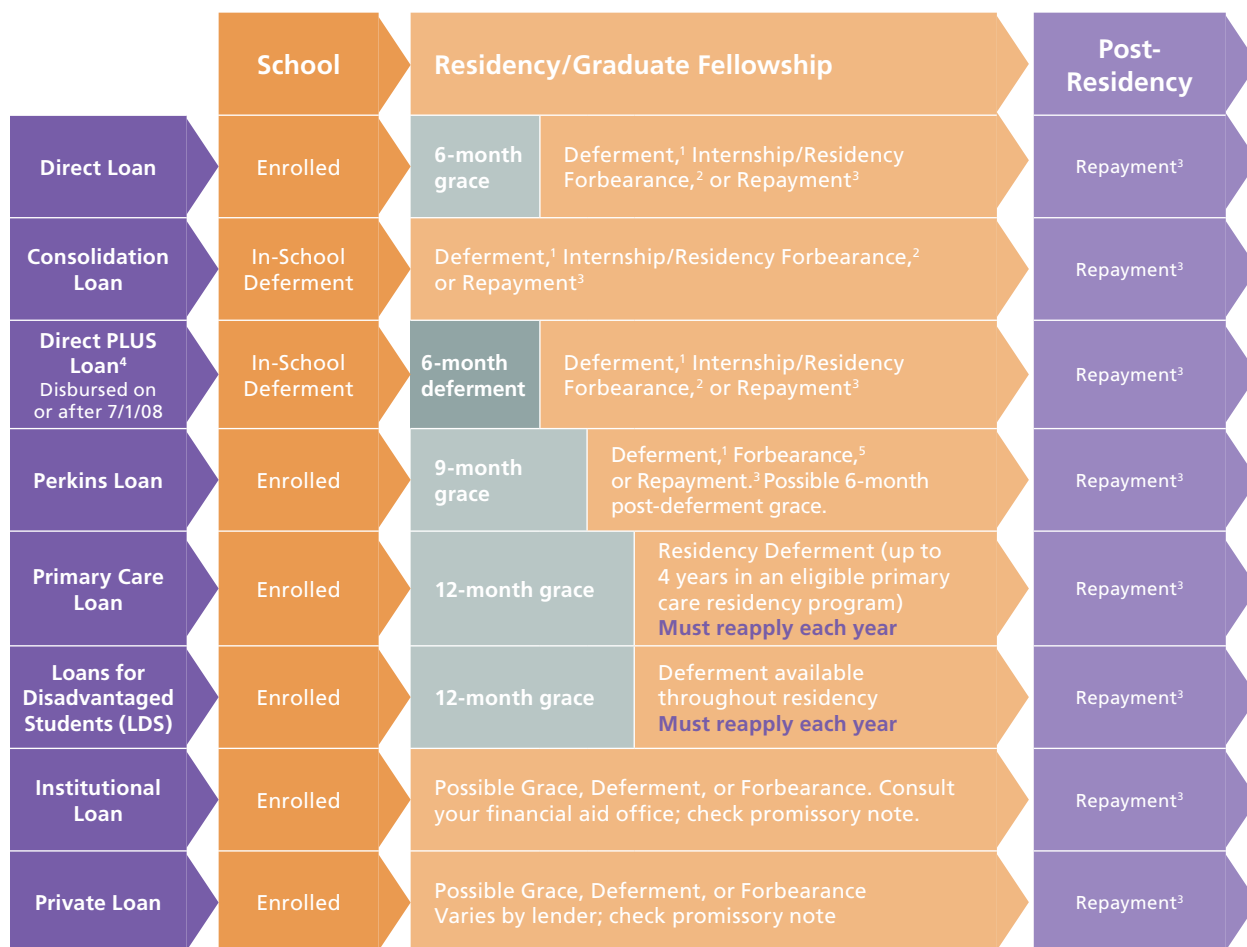 School
Residency/Graduate Fellowship
Post-
Residency
Direct Loan
Enrolled
6-month
grace
Deferment,¹ Internship/Residency
Forbearance,² or Repayment³
Repayment³
Consolidation
Loan
In-School
Deferment
Deferment,¹ Internship/Residency Forbearance,²
or Repayment³
Repayment³
Direct PLUS
Loan⁴
Disbursed on
or after 7/1/08
In-School
Deferment
6-month
deferment
Deferment,¹ Internship/Residency
Forbearance,² or Repayment³
Repayment³
Perkins Loan
Enrolled
9-month
grace
Deferment,¹ Forbearance,⁵
or Repayment.³ Possible 6-month
post-deferment grace.
Repayment³
Primary Care
Loan
Enrolled
12-month grace
Residency Deferment (up to
4 years in an eligible primary
care residency program)
Must reapply each year
Repayment³
Loans for
Disadvantaged
Students (LDS)
Enrolled
12-month grace
Deferment available
throughout residency
Must reapply each year
Repayment³
Institutional
Loan
Enrolled
Possible Grace, Deferment, or Forbearance. Consult
your financial aid office; check promissory note.
Repayment³
Private Loan
Enrolled
Possible Grace, Deferment, or Forbearance
Varies by lender; check promissory note
Repayment³